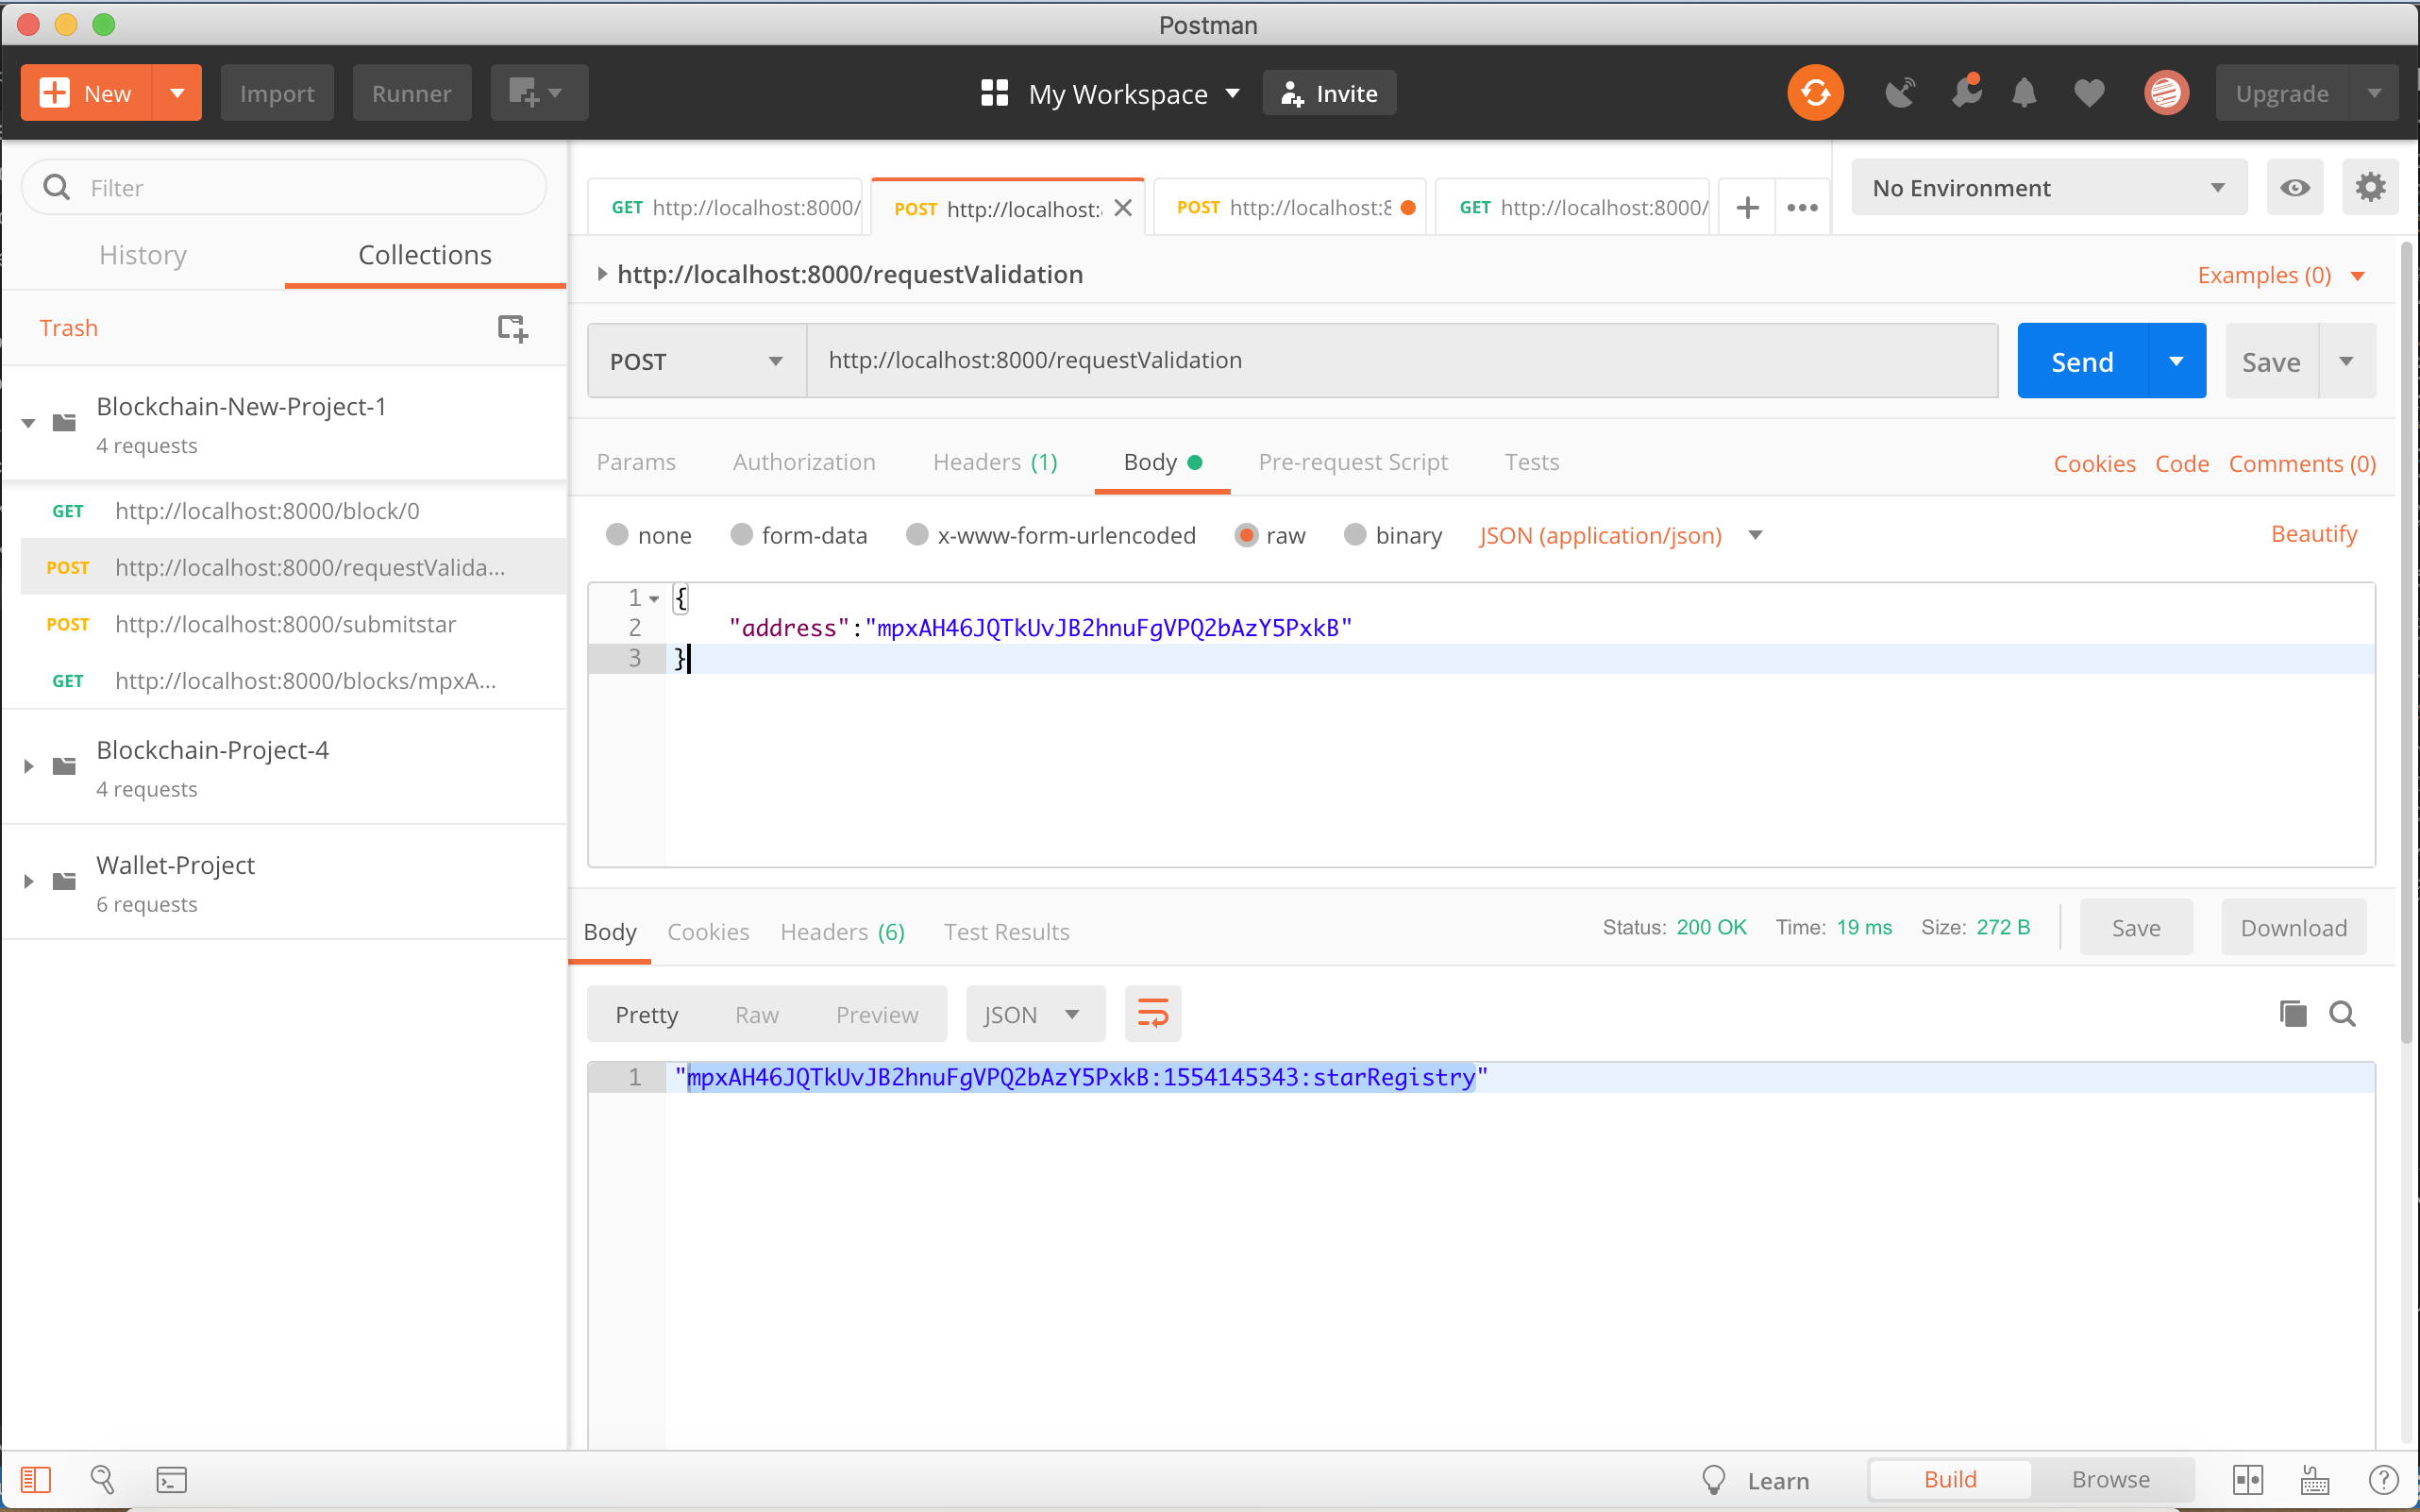 Postman
New
Import
Runner
My Workspace
Invite
Upgrade
Filter
History
Collections
Trash
Blockchain-New-Project-1
4 requests
GET http://localhost:8000/block/0
POST http://localhost:8000/requestValida...
POST http://localhost:8000/submitstar
GET http://localhost:8000/blocks/mpxA...
Blockchain-Project-4
4 requests
Wallet-Project
6 requests
GET http://localhost:8000/
POST http://localhost:
POST http://localhost:8
GET http://localhost:8000/
No Environment
http://localhost:8000/requestValidation
Examples (0)
POST
http://localhost:8000/requestValidation
Send
Save
Params
Authorization
Headers (1)
Body
Pre-request Script
Tests
Cookies
Code
Comments (0)
none
form-data
x-www-form-urlencoded
raw
binary
JSON (application/json)
Beautify
1 {
2 "address":"mpxAH46JQTkUvJB2hnuFgVPQ2bAzY5PxkB"
3 }
Body
Cookies
Headers (6)
Test Results
Status: 200 OK
Time: 19 ms
Size: 272 B
Save
Download
Pretty
Raw
Preview
JSON
1 "mpxAH46JQTkUvJB2hnuFgVPQ2bAzY5PxkB:1554145343:starRegistry"
Learn
Build
Browse